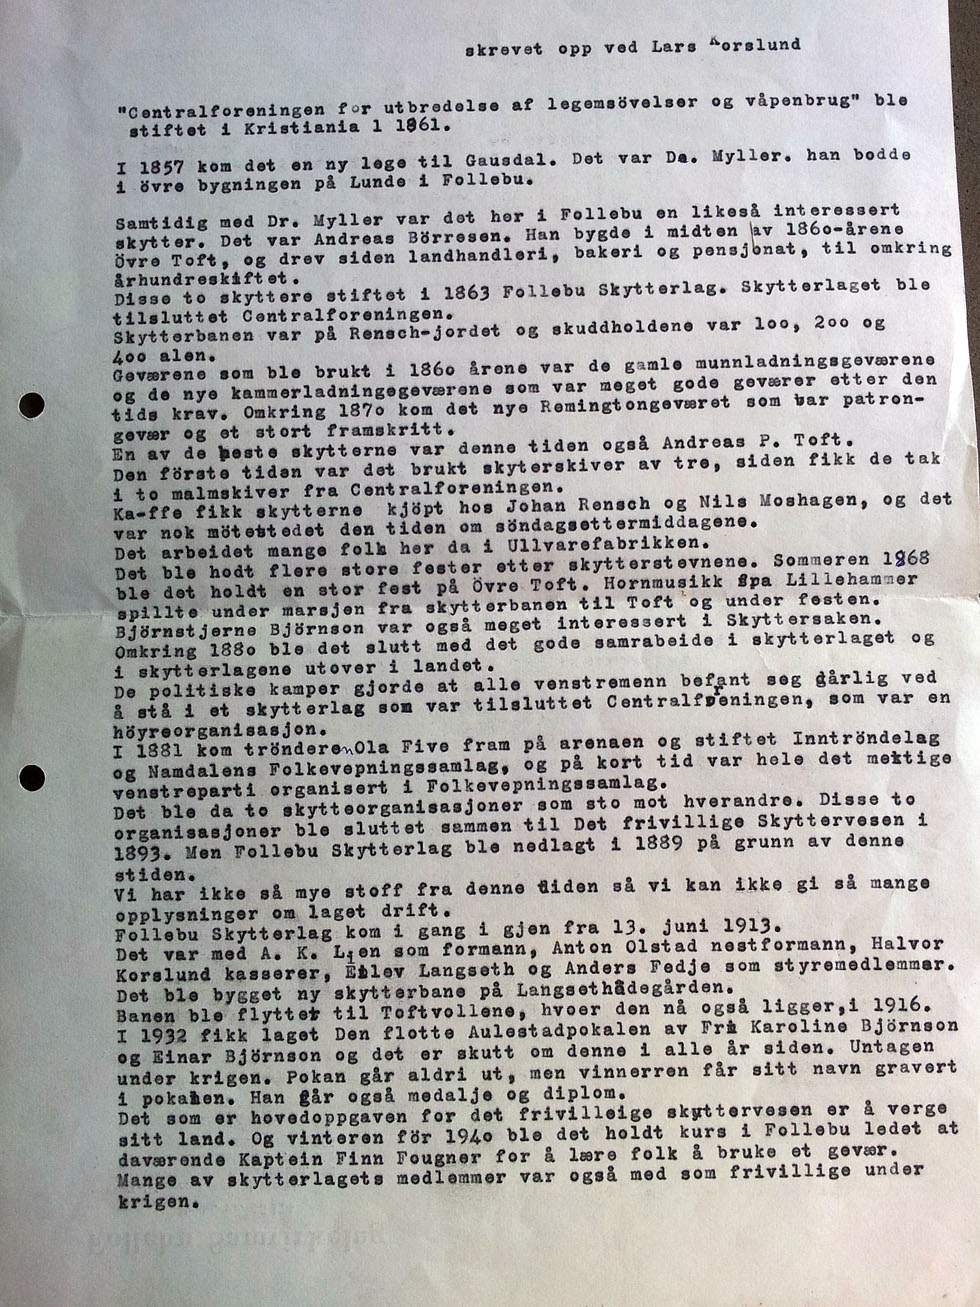 skrevet opp ved Lars Korslund
"Centralforeningen for utbredelse af legemsövelser og våpenbrug" ble
stiftet i Kristiania l 1861.
I 1857 kom det en ny lege til Gausdal. Det var Da. Myller. han bodde
i övre bygningen på Lunde i Follebu.
Samtidig med Dr. Myller var det her i Follebu en likeså interessert
skytter. Det var Andreas Börresen. Han bygde i midten av 1860-årene
Övre Toft, og drev siden landhandleri, bakeri og pensjonat, til omkring
århundreskiftet.
Disse to skyttere stiftet i 1863 Follebu Skytterlag. Skytterlaget ble
tilsluttet Centralforeningen.
Skytterbanen var på Rensch-jordet og skuddholdene var loo, 2oo og
4oo alen.
Geværene som ble brukt i 186o årene var de gamle munnladningsgeværene
og de nye kammerladningegeværene som var meget gode geværer etter den
tids krav. Omkring 187o kom det nye Remingtongeværet som var patron-
gevær og et stort framskritt.
En av de beste skytterne var denne tiden også Andreas P. Toft.
Den förste tiden var det brukt skyterskiver av tre, siden fikk de tak
i to malmskiver fra Centralforeningen.
Ka-ffe fikk skytterne kjöpt hos Johan Rensch og Nils Moshagen, og det
var nok mötestedet den tiden om söndagsettermiddagene.
Det arbeidet mange folk her da i Ullvarefabrikken.
Det ble hodt flere store fester etter skytterstevnene. Sommeren 1868
ble det holdt en stor fest på Övre Toft. Hornmusikk fpa Lillehammer
spillte under marsjen fra skytterbanen til Toft og under festen.
Björnstjerne Björnson var også meget interessert i Skyttersaken.
Omkring 188o ble det slutt med det gode samrabeide i skytterlaget og
i skytterlagene utover i landet.
De politiske kamper gjorde at alle venstremenn befant seg dårlig ved
å stå i et skytterlag som var tilsluttet Centralforeningen, som var en
höyreorganisasjon.
I 1881 kom trönderen Ola Five fram på arenaen og stiftet Inntröndelag
og Namdalens Folkevepningssamlag, og på kort tid var hele det mektige
venstreparti organisert i Folkevepningssamlag.
Det ble da to skytteorganisasjoner som sto mot hverandre. Disse to
organisasjoner ble sluttet sammen til Det frivillige Skyttervesen i
1893. Men Follebu Skytterlag ble nedlagt i 1889 på grunn av denne
stiden.
Vi har ikke så mye stoff fra denne tiden så vi kan ikke gi så mange
opplysninger om laget drift.
Follebu Skytterlag kom i gang i gjen fra 13. juni 1913.
Det var med A. K. Lien som formann, Anton Olstad nestformann, Halvor
Korslund kasserer, Eilev Langseth og Anders Fedje som styremedlemmer.
Det ble bygget ny skytterbane på Langsethådegården.
Banen ble flyttet til Toftvollene, hvoer den nå også ligger,i 1916.
I 1932 fikk laget Den flotte Aulestadpokalen av Fra Karoline Björnson
og Einar Björnson og det er skutt om denne i alle år siden. Untagen
under krigen. Pokan går aldri ut, men vinnerren får sitt navn gravert
i pokalen. Han går også medalje og diplom.
Det som er hovedoppgaven for det frivilleige skyttervesen er å verge
sitt land. Og vinteren för 194o ble det holdt kurs i Follebu ledet at
daværende Kaptein Finn Fougner for å lære folk å bruke et gevær.
Mange av skytterlagets medlemmer var også med som frivillige under
krigen.